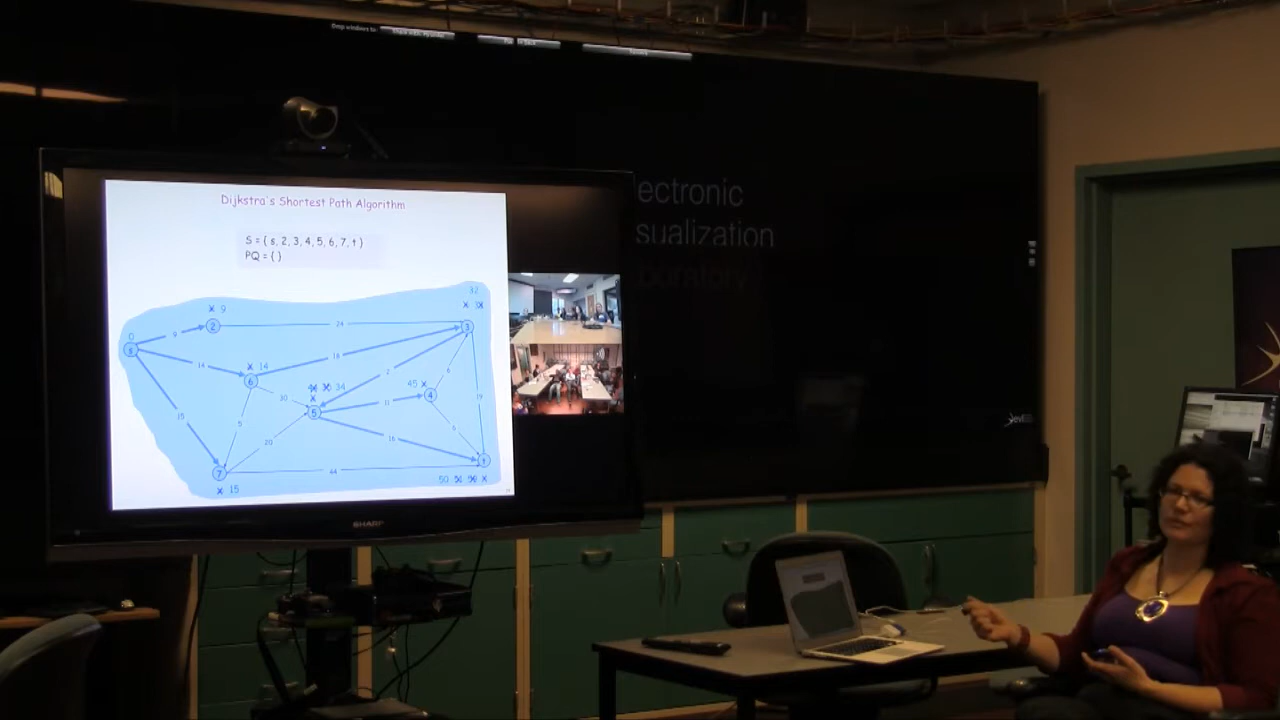 Dijkstra's Shortest Path Algorithm
S = { s, 2, 3, 4, 5, 6, 7, t }
PQ = { }
32
x 9
0
9
2
24
3
s
14
x 14
18
6
2
6
34
45 x
30
x
5
11
4
19
15
5
20
16
6
7
44
t
x 15
50
SHARP
ectronic
sualization
boratory